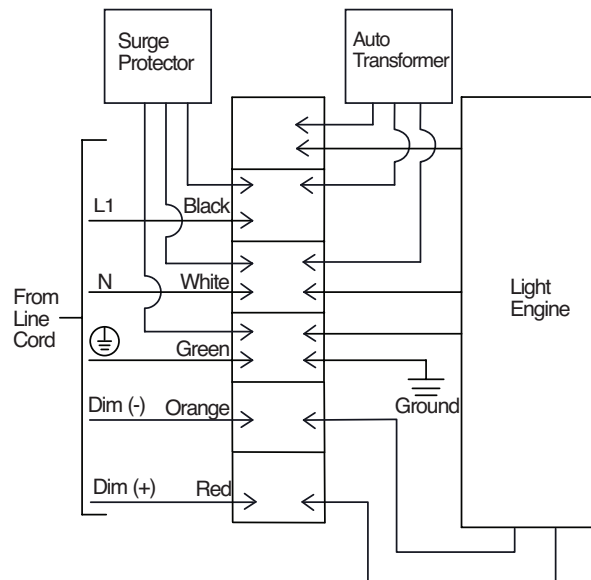 Surge
Protector
Auto
Transformer
L1
Black
N
White
From
Line
Cord
Light
Engine
Green
Ground
Dim (-)
Orange
Dim (+)
Red